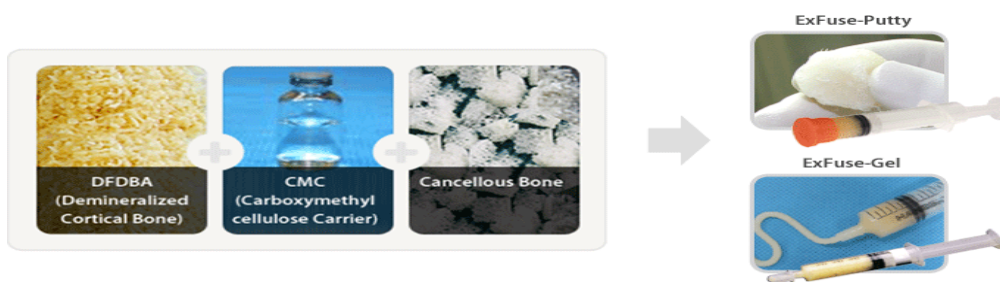 DFDBA
(Demineralized
Cortical Bone)
CMC
(Carboxymethyl
cellulose Carrier)
Cancellous Bone
ExFuse-Putty
ExFuse-Gel